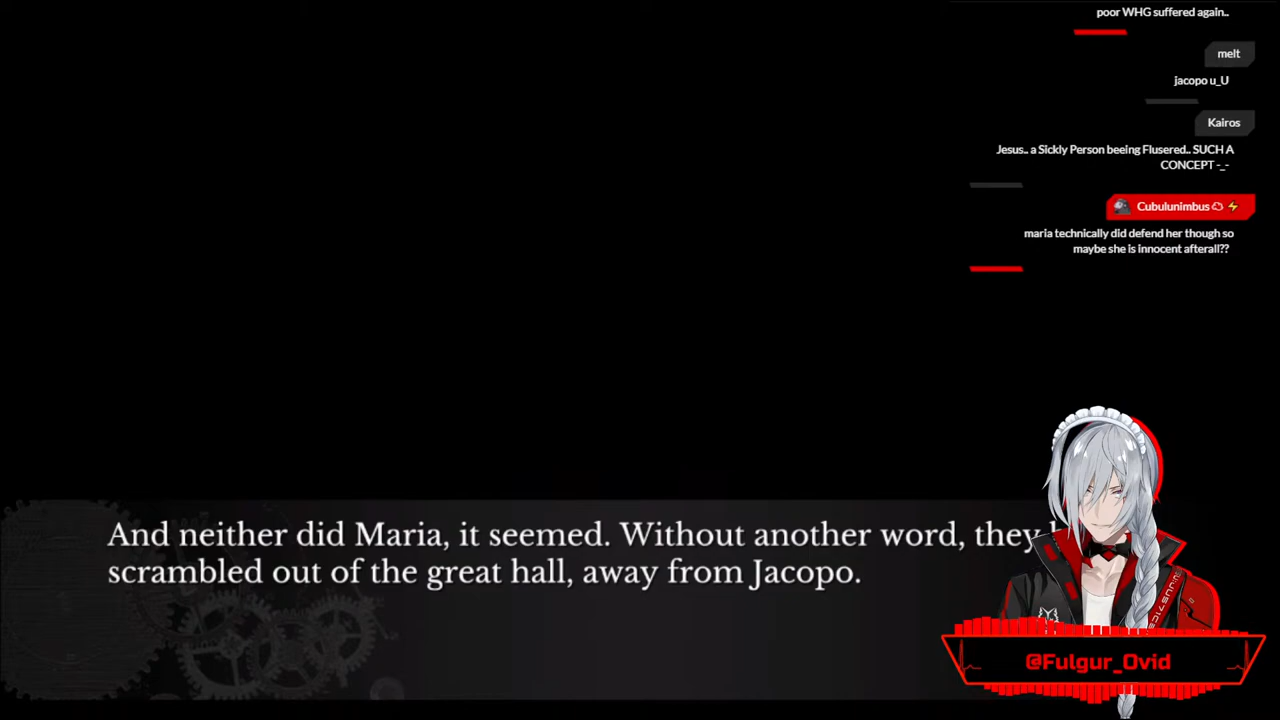 poor WHG suffered again..
melt
jacopo u_U
Kairos
Jesus.. a Sickly Person beeing Flusered.. SUCH A
CONCEPT -_-
Cubulunimbus
maria technically did defend her though so
maybe she is innocent afterall??
And neither did Maria, it seemed. Without another word, they
scrambled out of the great hall, away from Jacopo.
@Fulgur_Ovid